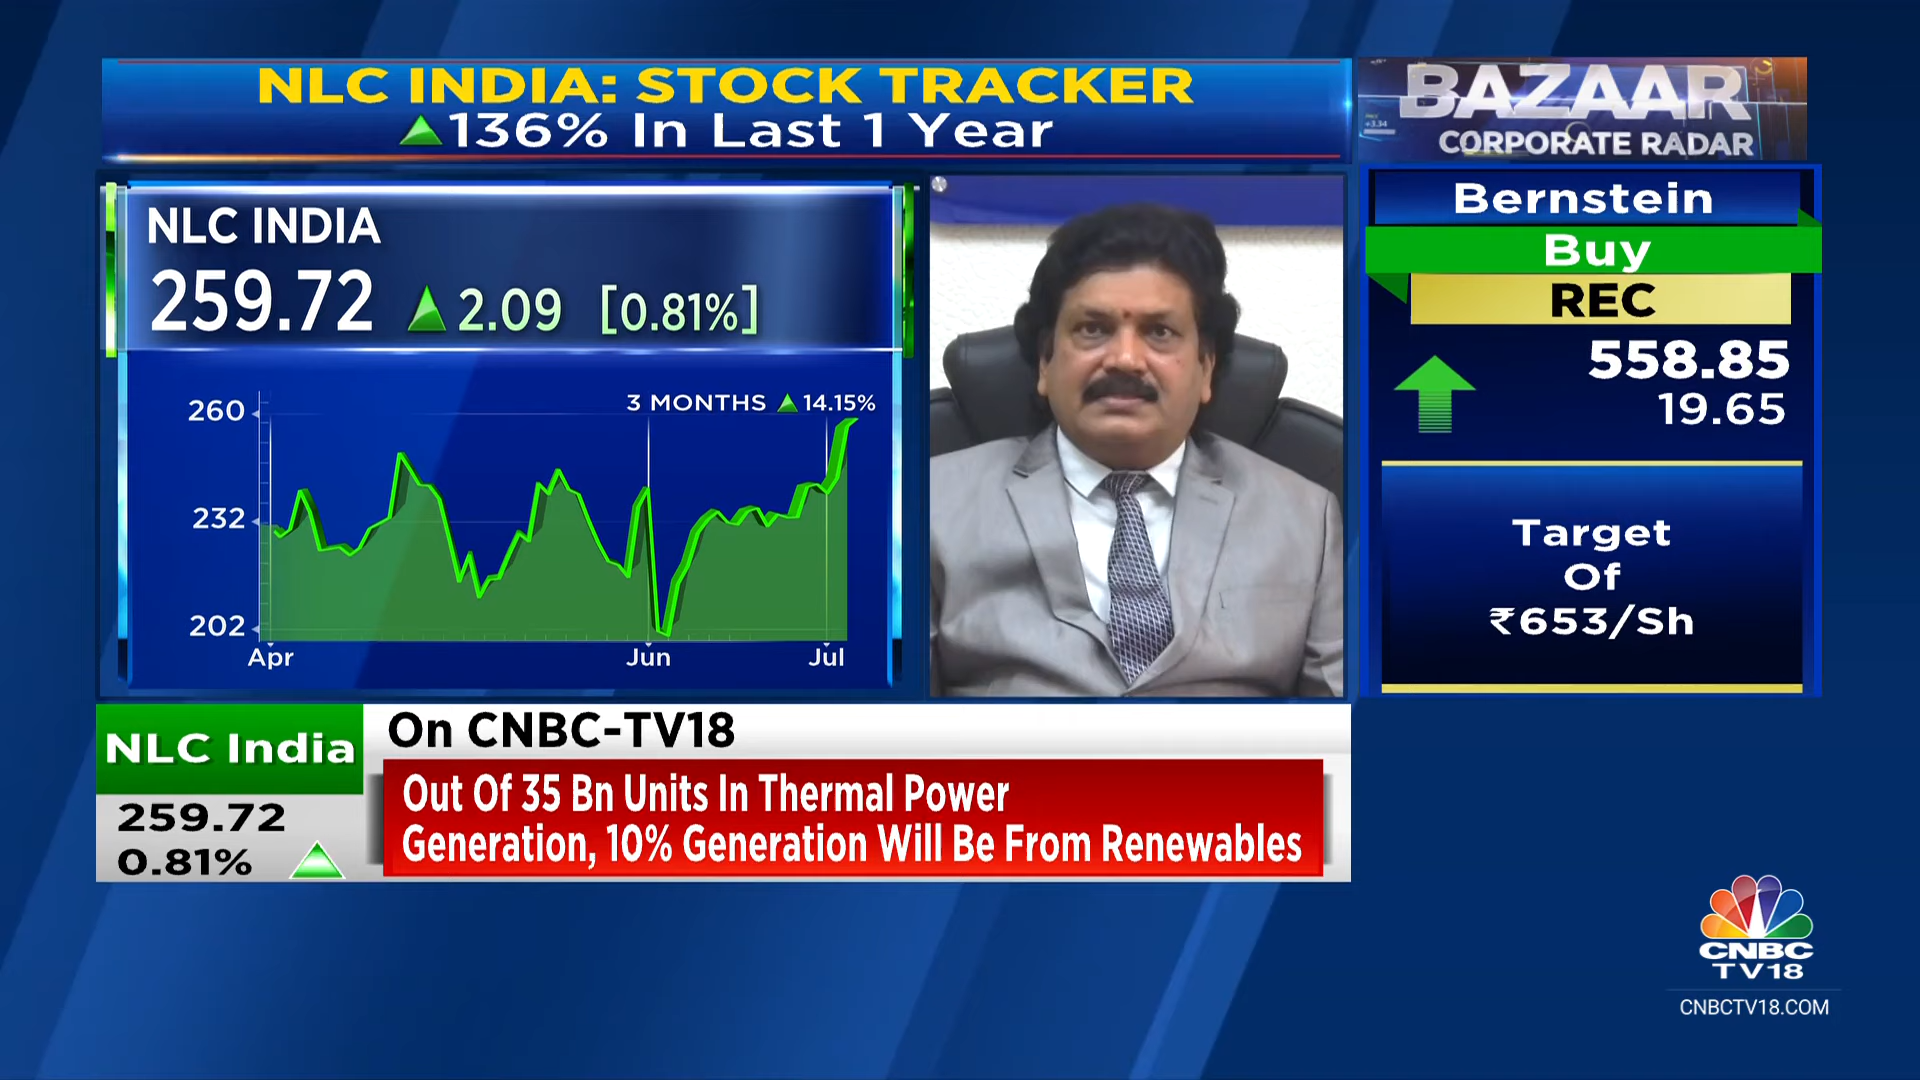 NLC INDIA: STOCK TRACKER
▲136% In Last 1 Year
BAZAAR
CORPORATE RADAR
+3.34
NLC INDIA
259.72 ▲ 2.09 [0.81%]
3 MONTHS ▲ 14.15%
260
232
202
Apr Jun Jul
Bernstein
Buy
REC
558.85
19.65
Target
Of
₹653/Sh
NLC India
259.72
0.81%
On CNBC-TV18
Out Of 35 Bn Units In Thermal Power
Generation, 10% Generation Will Be From Renewables
CNBC
TV18
CNBCTV18.COM